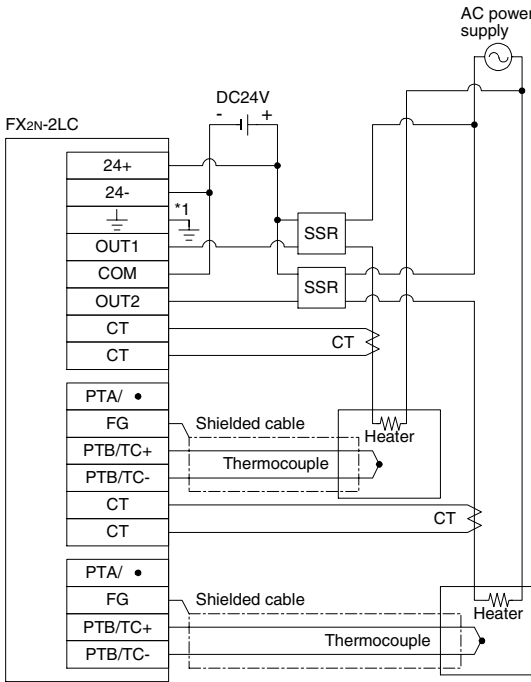 AC power
supply
DC24V
- +
FX2N-2LC
24+
24-
*1
OUT1
SSR
COM
SSR
OUT2
CT
CT
CT
PTA/ •
FG
Shielded cable
Heater
PTB/TC+
Thermocouple
PTB/TC-
CT
CT
CT
PTA/ •
FG
Shielded cable
Heater
PTB/TC+
Thermocouple
PTB/TC-